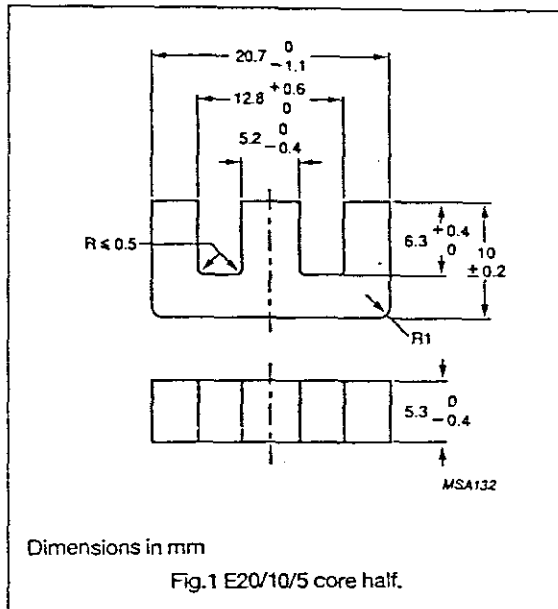 20.7 0 -1.1
12.8 +0.6 0
5.2 0 -0.4
R ≤ 0.5
6.3 +0.4 0
10 ±0.2
R1
5.3 0 -0.4
MSA132
Dimensions in mm
Fig.1 E20/10/5 core half.